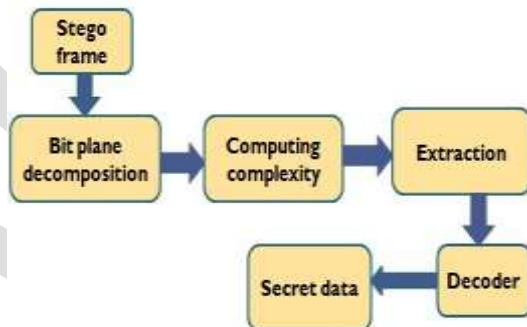 Stego
frame
Bit plane
decomposition
Computing
complexity
Extraction
Decoder
Secret data